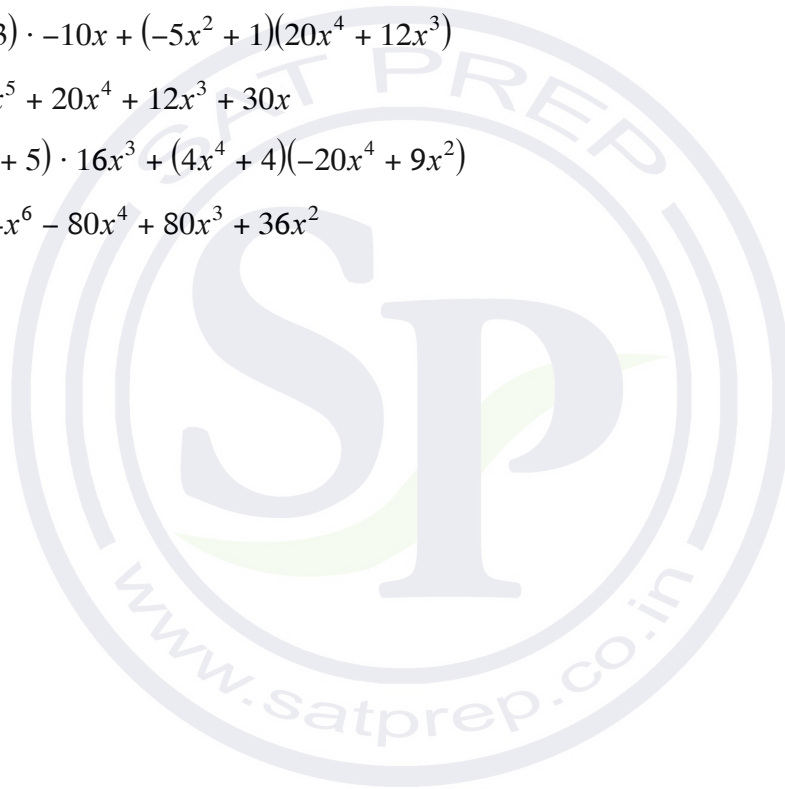 3) · −10x + (−5x² + 1)(20x⁴ + 12x³)
⁵ + 20x⁴ + 12x³ + 30x
+ 5) · 16x³ + (4x⁴ + 4)(−20x⁴ + 9x²)
x⁶ − 80x⁴ + 80x³ + 36x²
SAT PREP
SP
www.satprep.co.in